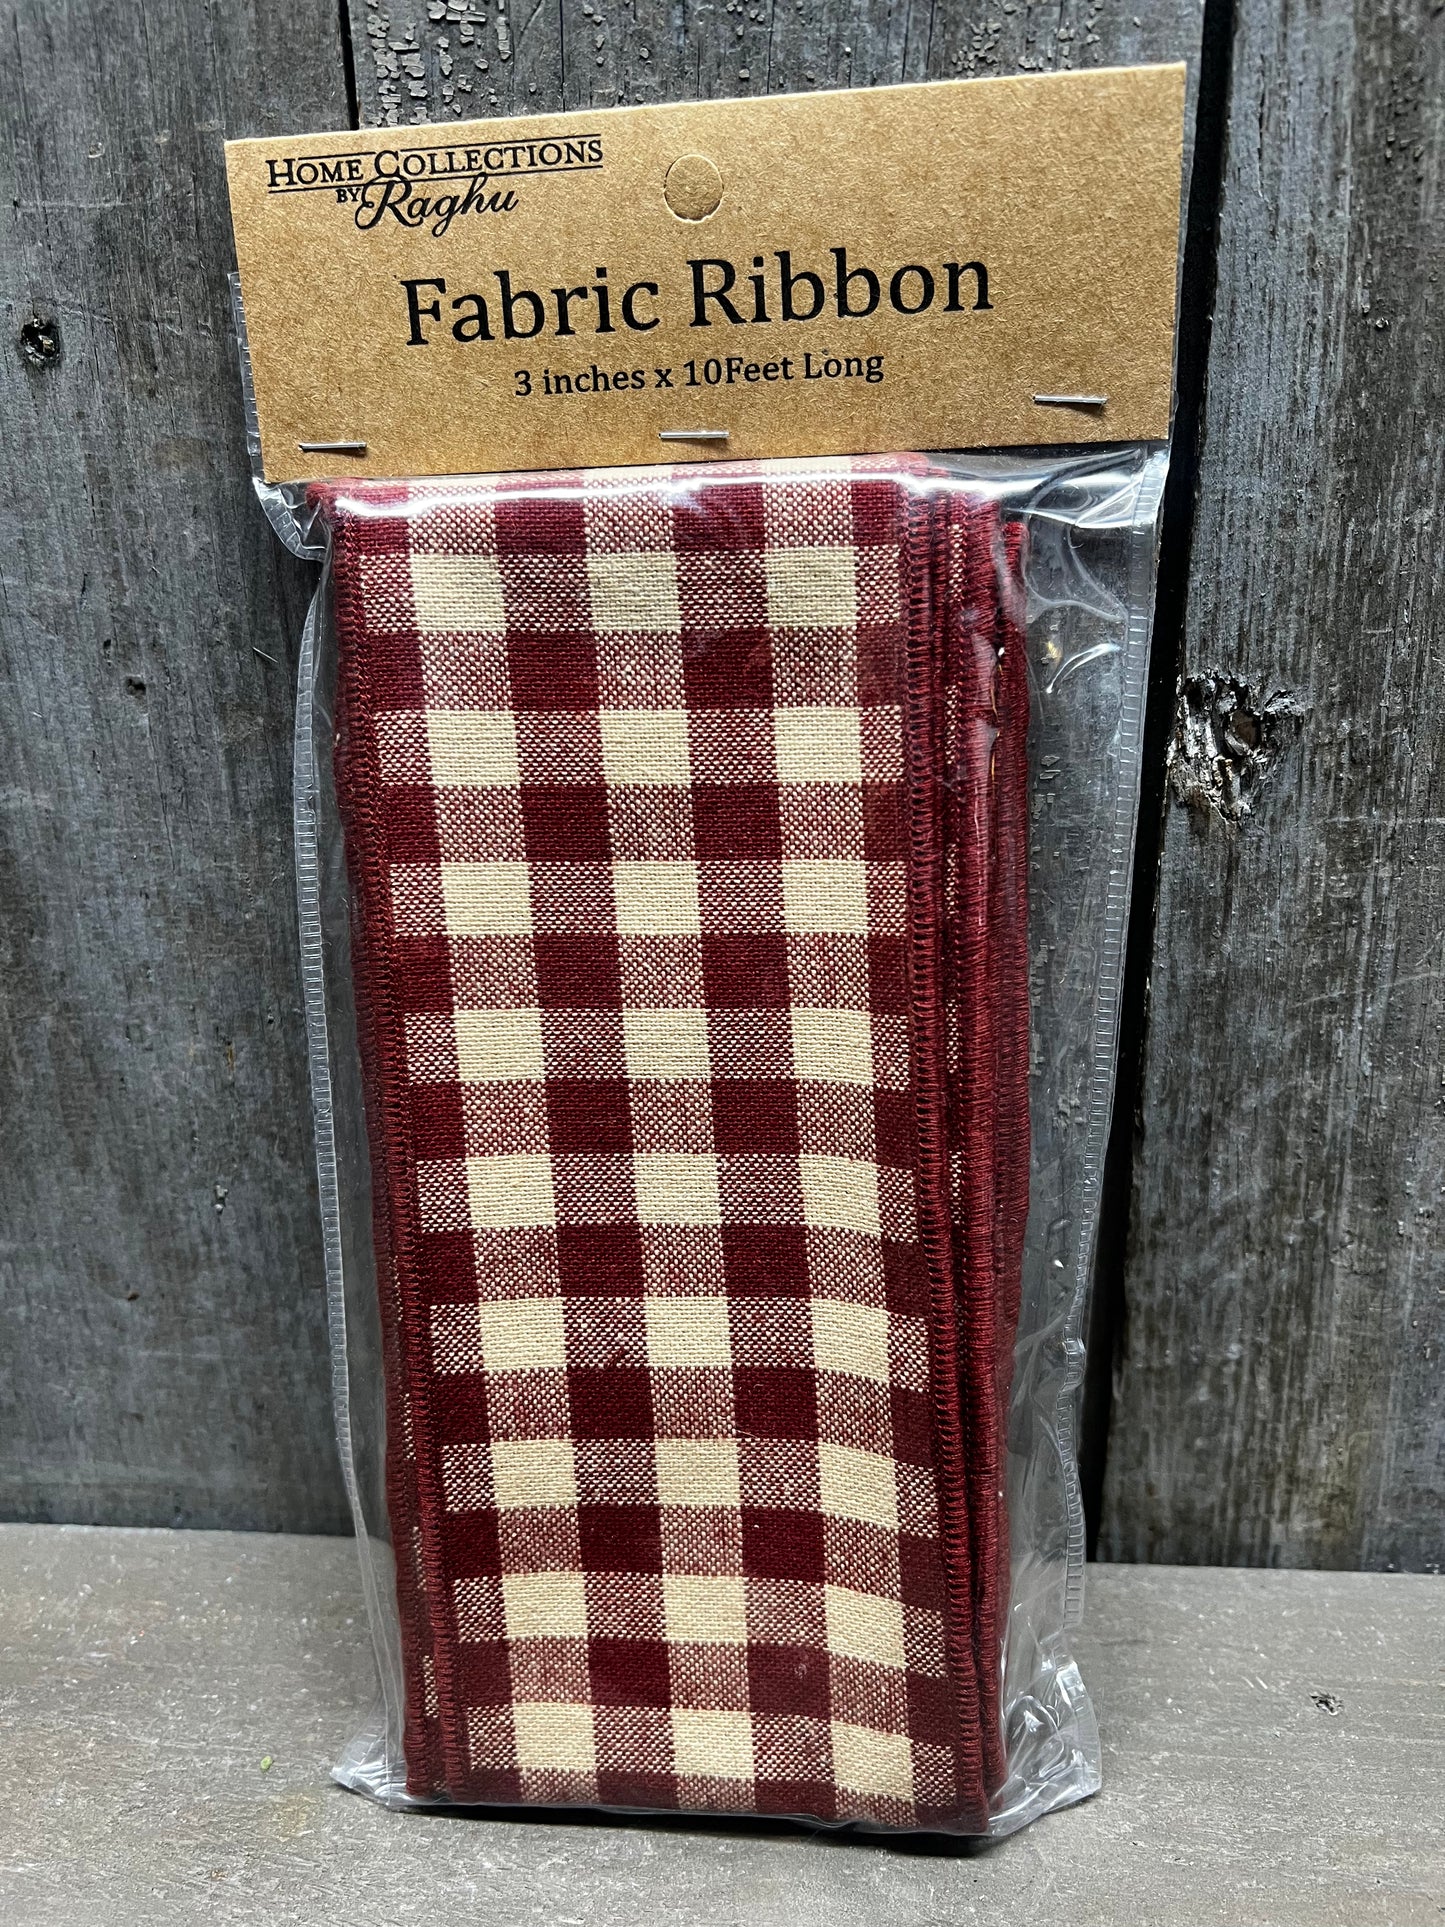 HOME COLLECTIONS
BY Raghu
Fabric Ribbon
3 inches x 10Feet Long